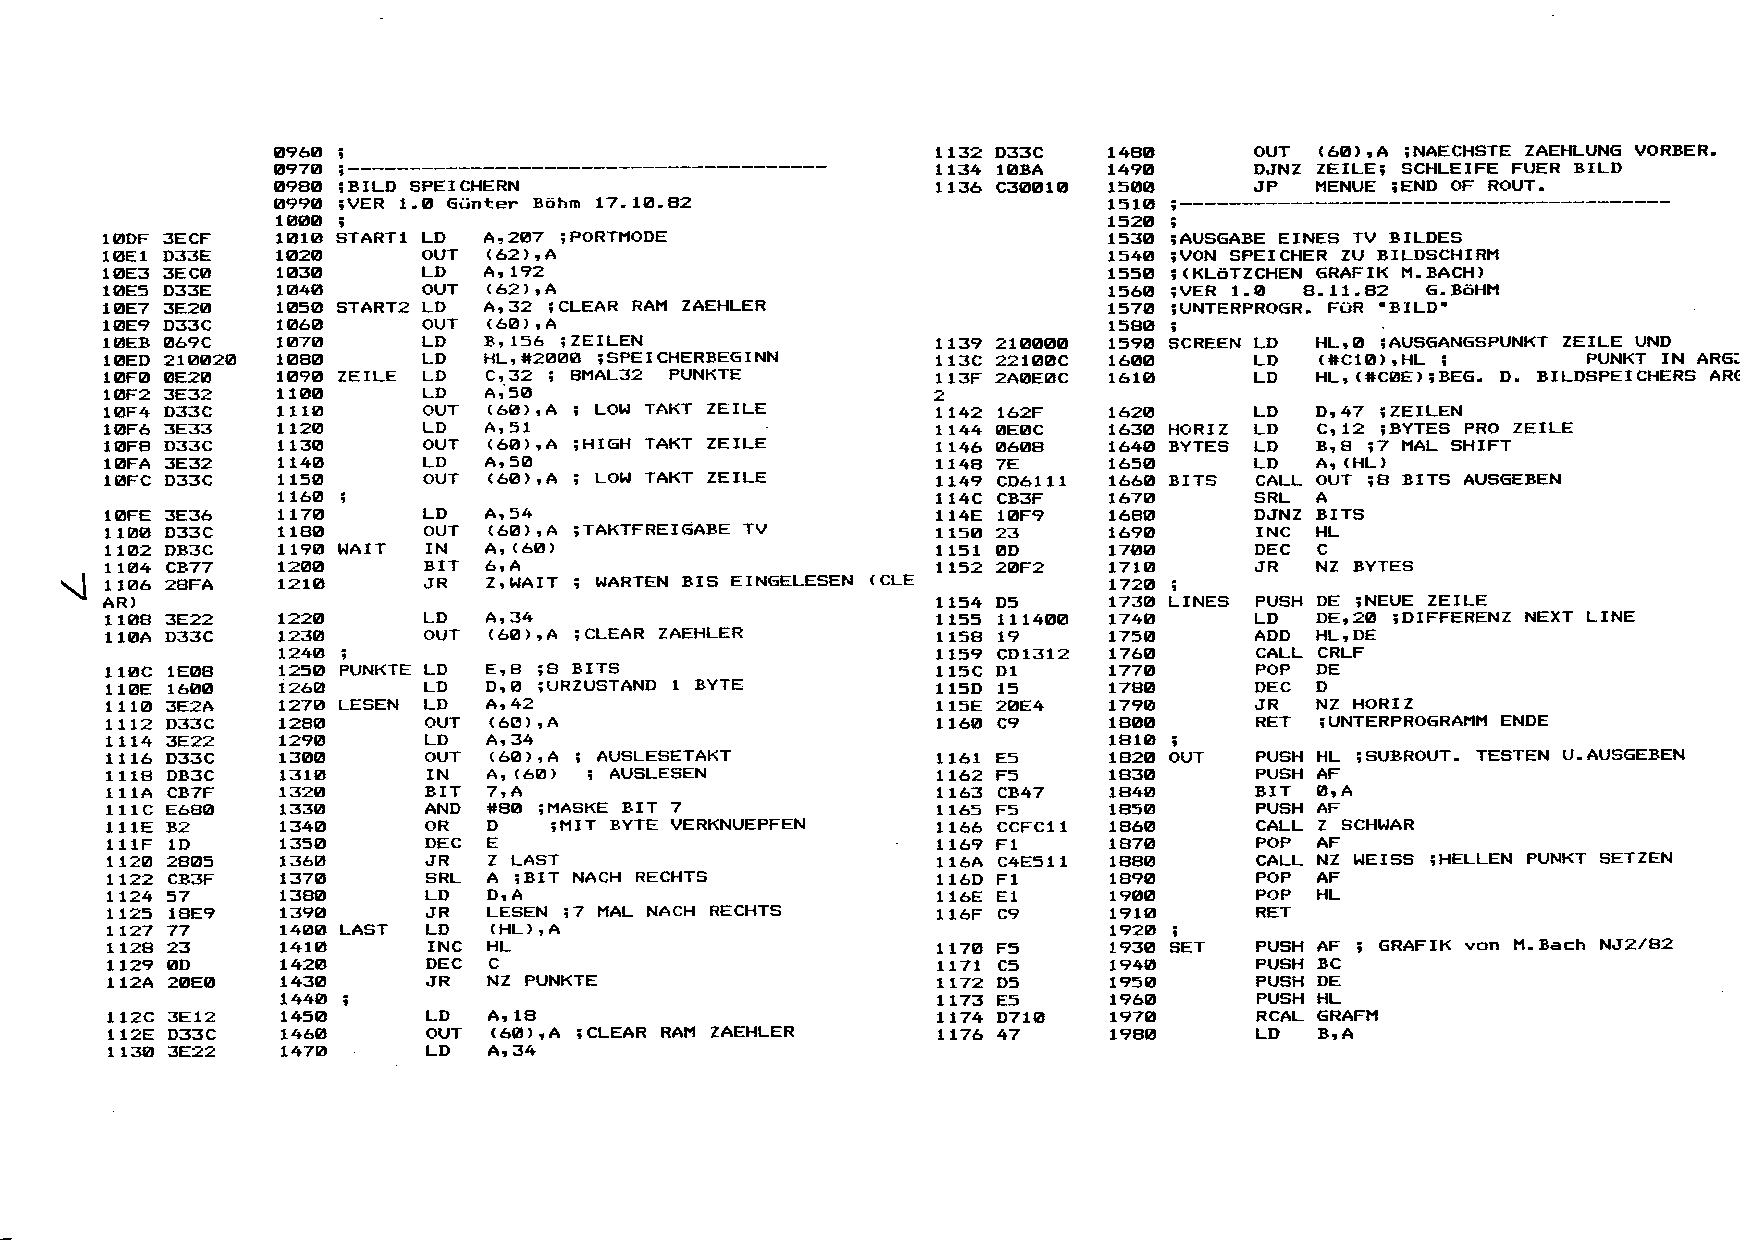 0960 ;
0970 ;---------------------------------------
0980 ;BILD SPEICHERN
0990 ;VER 1.0 Günter Böhm 17.10.82
1000 ;
10DF 3ECF 1010 START1 LD A,207 ;PORTMODE
10E1 D33E 1020 OUT (62),A
10E3 3EC0 1030 LD A,192
10E5 D33E 1040 OUT (62),A
10E7 3E20 1050 START2 LD A,32 ;CLEAR RAM ZAEHLER
10E9 D33C 1060 OUT (60),A
10EB 069C 1070 LD B,156 ;ZEILEN
10ED 210020 1080 LD HL,#2000 ;SPEICHERBEGINN
10F0 0E20 1090 ZEILE LD C,32 ; 8MAL32 PUNKTE
10F2 3E32 1100 LD A,50
10F4 D33C 1110 OUT (60),A ; LOW TAKT ZEILE
10F6 3E33 1120 LD A,51
10F8 D33C 1130 OUT (60),A ;HIGH TAKT ZEILE
10FA 3E32 1140 LD A,50
10FC D33C 1150 OUT (60),A ; LOW TAKT ZEILE
1160 ;
10FE 3E36 1170 LD A,54
1100 D33C 1180 OUT (60),A ;TAKTFREIGABE TV
1102 DB3C 1190 WAIT IN A,(60)
1104 CB77 1200 BIT 6,A
1106 28FA 1210 JR Z,WAIT ; WARTEN BIS EINGELESEN (CLE
AR)
1108 3E22 1220 LD A,34
110A D33C 1230 OUT (60),A ;CLEAR ZAEHLER
1240 ;
110C 1E08 1250 PUNKTE LD E,8 ;8 BITS
110E 1600 1260 LD D,0 ;URZUSTAND 1 BYTE
1110 3E2A 1270 LESEN LD A,42
1112 D33C 1280 OUT (60),A
1114 3E22 1290 LD A,34
1116 D33C 1300 OUT (60),A ; AUSLESETAKT
1118 DB3C 1310 IN A,(60) ; AUSLESEN
111A CB7F 1320 BIT 7,A
111C E680 1330 AND #80 ;MASKE BIT 7
111E B2 1340 OR D ;MIT BYTE VERKNUEPFEN
111F 1D 1350 DEC E
1120 2805 1360 JR Z LAST
1122 CB3F 1370 SRL A ;BIT NACH RECHTS
1124 57 1380 LD D,A
1125 18E9 1390 JR LESEN ;7 MAL NACH RECHTS
1127 77 1400 LAST LD (HL),A
1128 23 1410 INC HL
1129 0D 1420 DEC C
112A 20E0 1430 JR NZ PUNKTE
1440 ;
112C 3E12 1450 LD A,18
112E D33C 1460 OUT (60),A ;CLEAR RAM ZAEHLER
1130 3E22 1470 LD A,34
1132 D33C 1480 OUT (60),A ;NAECHSTE ZAEHLUNG VORBER.
1134 10BA 1490 DJNZ ZEILE; SCHLEIFE FUER BILD
1136 C30010 1500 JP MENUE ;END OF ROUT.
1510 ;----------------------------------------
1520 ;
1530 ;AUSGABE EINES TV BILDES
1540 ;VON SPEICHER ZU BILDSCHIRM
1550 ;(KLöTZCHEN GRAFIK M.BACH)
1560 ;VER 1.0 8.11.82 G.BöHM
1570 ;UNTERPROGR. FÜR "BILD"
1580 ;
1139 210000 1590 SCREEN LD HL,0 ;AUSGANGSPUNKT ZEILE UND
113C 22100C 1600 LD (#C10),HL ; PUNKT IN ARG
113F 2A0E0C 1610 LD HL,(#C0E);BEG. D. BILDSPEICHERS ARG
2
1142 162F 1620 LD D,47 ;ZEILEN
1144 0E0C 1630 HORIZ LD C,12 ;BYTES PRO ZEILE
1146 0608 1640 BYTES LD B,8 ;7 MAL SHIFT
1148 7E 1650 LD A,(HL)
1149 CD6111 1660 BITS CALL OUT ;8 BITS AUSGEBEN
114C CB3F 1670 SRL A
114E 10F9 1680 DJNZ BITS
1150 23 1690 INC HL
1151 0D 1700 DEC C
1152 20F2 1710 JR NZ BYTES
1720 ;
1154 D5 1730 LINES PUSH DE ;NEUE ZEILE
1155 111400 1740 LD DE,20 ;DIFFERENZ NEXT LINE
1158 19 1750 ADD HL,DE
1159 CD1312 1760 CALL CRLF
115C D1 1770 POP DE
115D 15 1780 DEC D
115E 20E4 1790 JR NZ HORIZ
1160 C9 1800 RET ;UNTERPROGRAMM ENDE
1810 ;
1161 E5 1820 OUT PUSH HL ;SUBROUT. TESTEN U.AUSGEBEN
1162 F5 1830 PUSH AF
1163 CB47 1840 BIT 0,A
1165 F5 1850 PUSH AF
1166 CCFC11 1860 CALL Z SCHWAR
1169 F1 1870 POP AF
116A C4E511 1880 CALL NZ WEISS ;HELLEN PUNKT SETZEN
116D F1 1890 POP AF
116E E1 1900 POP HL
116F C9 1910 RET
1920 ;
1170 F5 1930 SET PUSH AF ; GRAFIK von M.Bach NJ2/82
1171 C5 1940 PUSH BC
1172 D5 1950 PUSH DE
1173 E5 1960 PUSH HL
1174 D710 1970 RCAL GRAFM
1176 47 1980 LD B,A